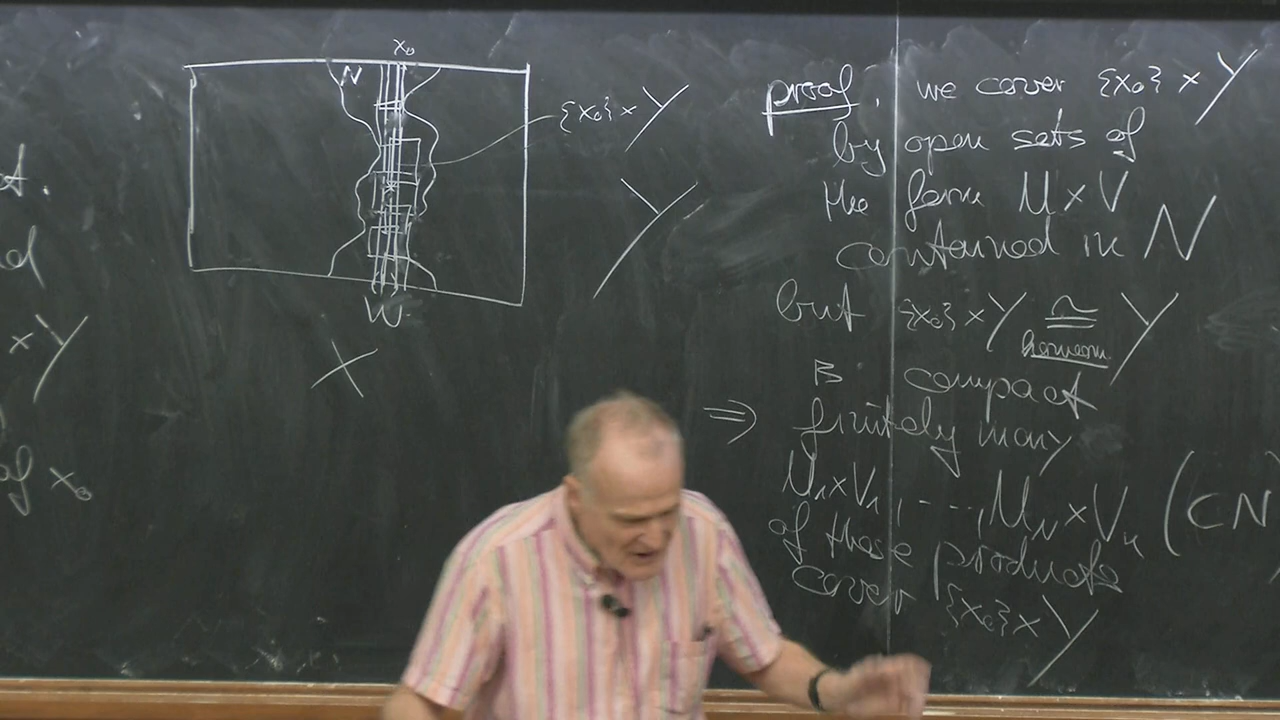 t.
d
x Y
of x₀
x₀
N
{x₀} × Y
Y
W
X
proof. we cover {x₀} × Y
by open sets of
the form U × V
contained in N
but {x₀} × Y ≅ Y
homeom.
is compact
⇒ finitely many
U₁ × V₁, ..., Uₙ × Vₙ (⊂ N
of these products
cover {x₀} × Y